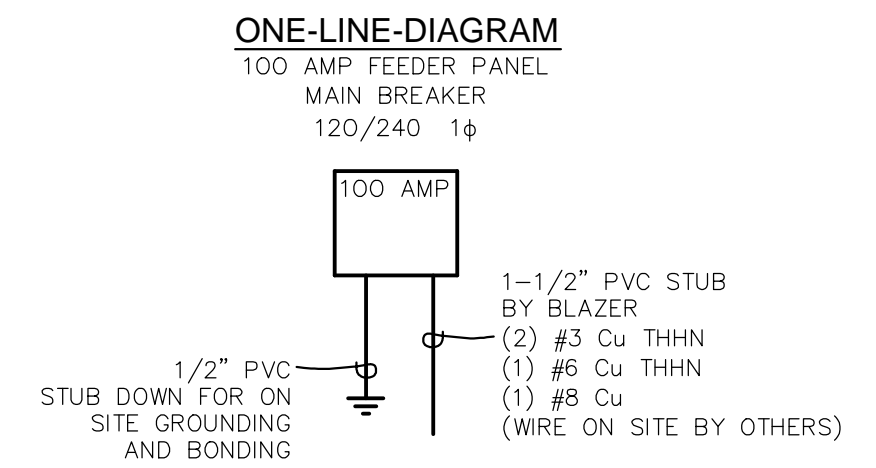 ONE-LINE-DIAGRAM
100 AMP FEEDER PANEL
MAIN BREAKER
120/240 1ϕ
100 AMP
1-1/2" PVC STUB
BY BLAZER
(2) #3 Cu THHN
(1) #6 Cu THHN
(1) #8 Cu
(WIRE ON SITE BY OTHERS)
1/2" PVC
STUB DOWN FOR ON
SITE GROUNDING
AND BONDING